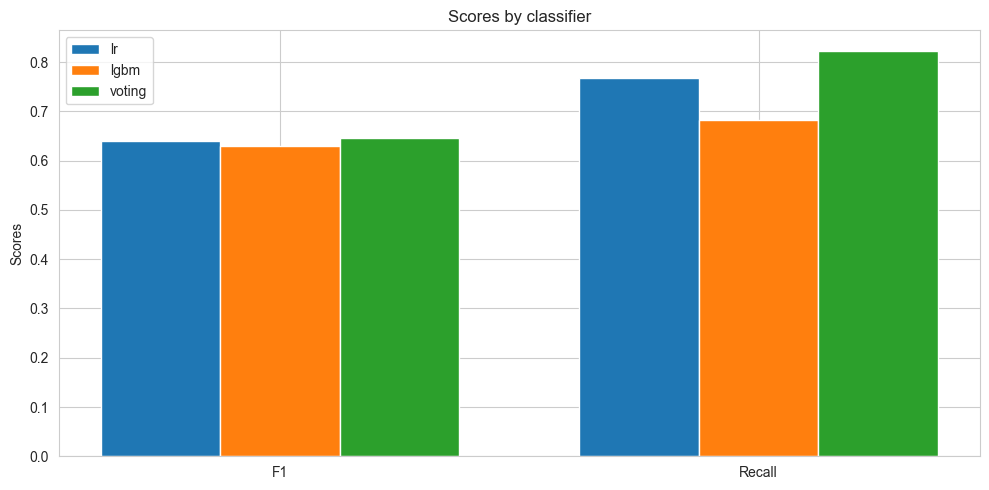 Scores by classifier
lr
lgbm
voting
Scores
0.8
0.7
0.6
0.5
0.4
0.3
0.2
0.1
0.0
F1
Recall